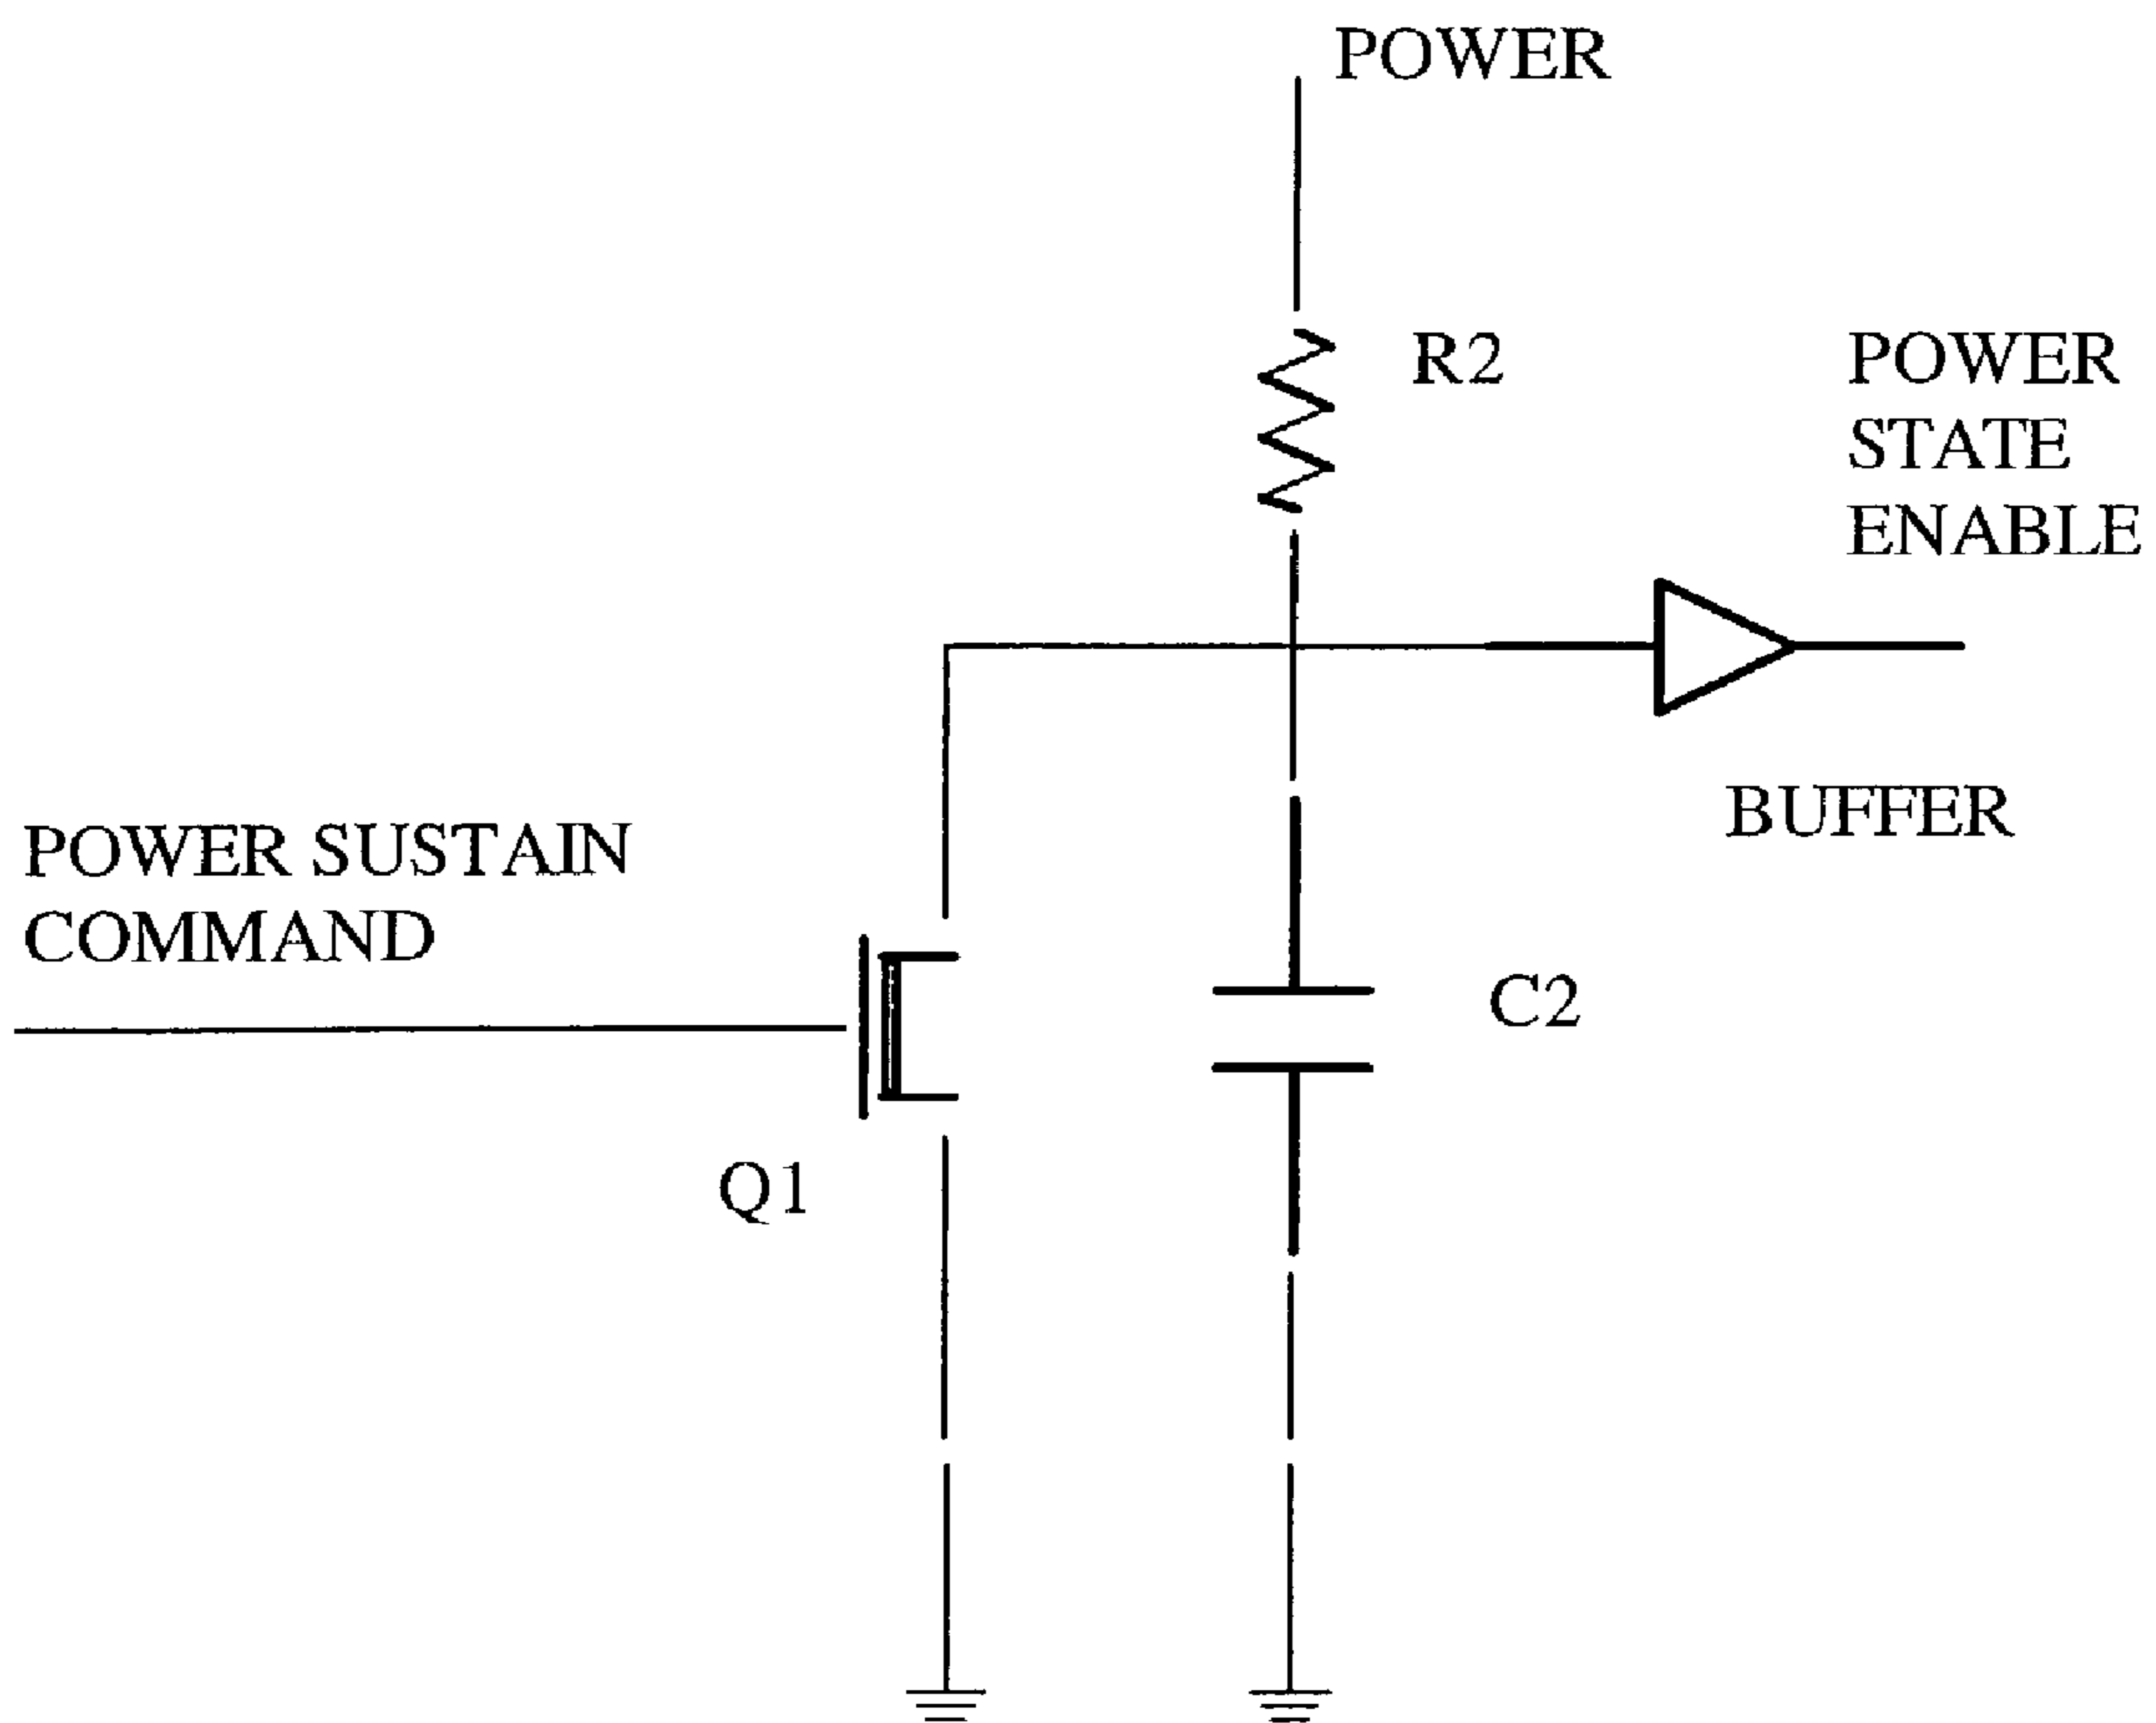 POWER
R2
POWER
STATE
ENABLE
BUFFER
POWER SUSTAIN
COMMAND
C2
Q1